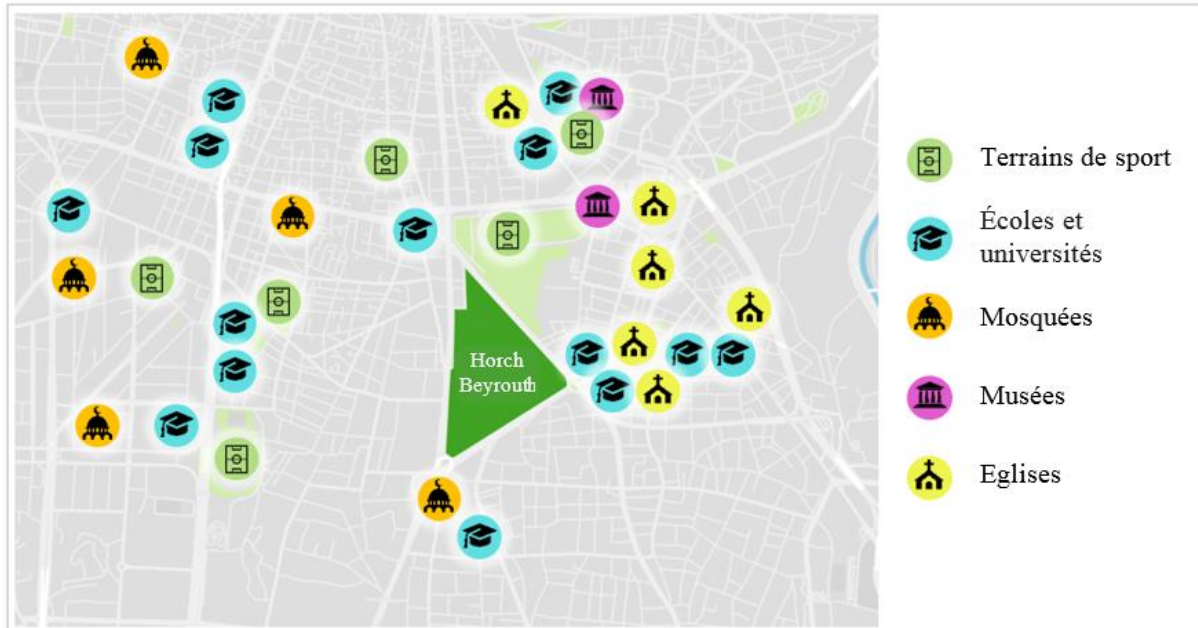 Horch
Beyrouth
Terrains de sport
Écoles et
universités
Mosquées
Musées
Eglises